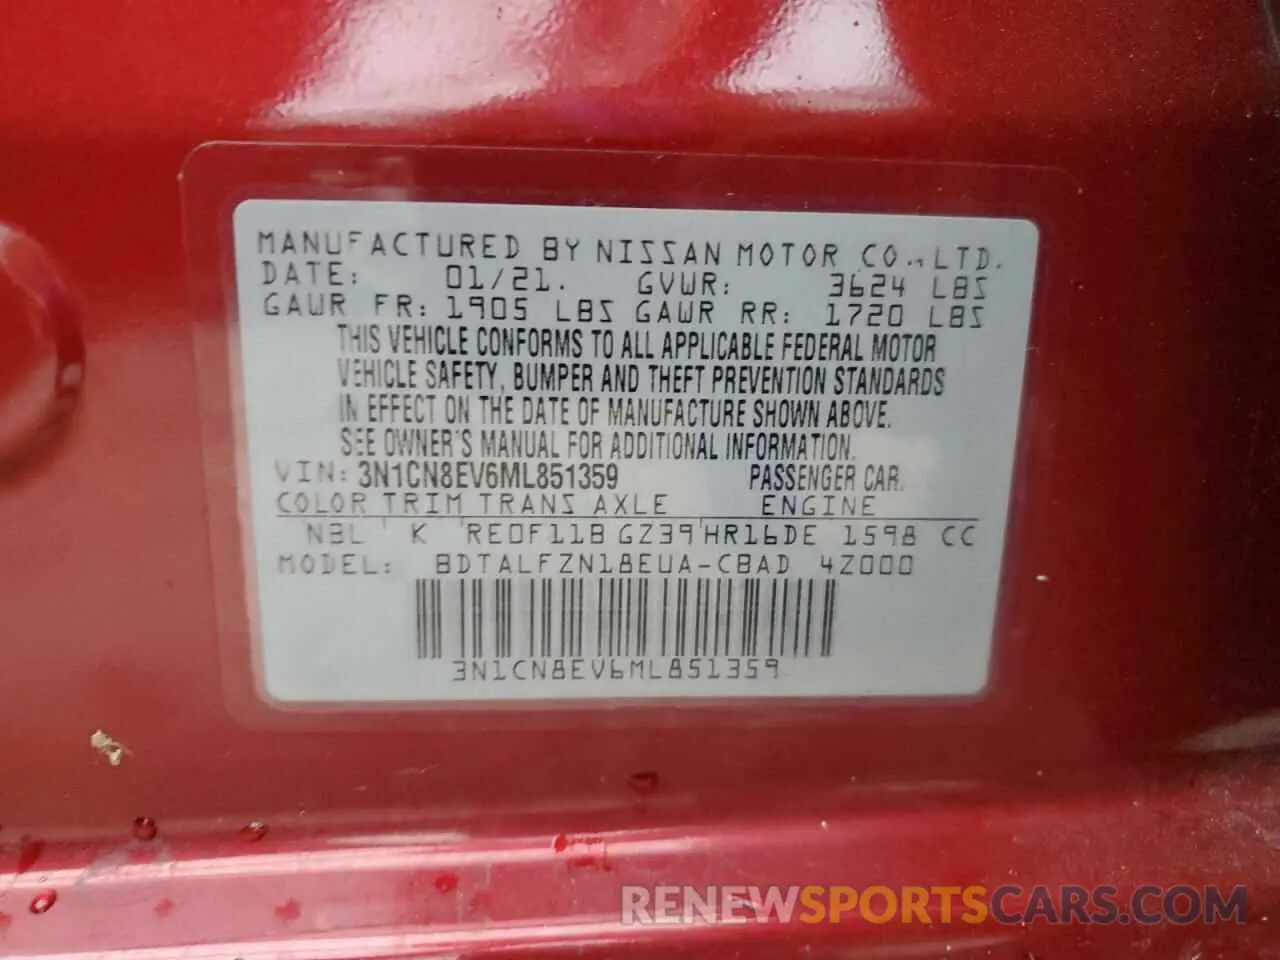 MANUFACTURED BY NISSAN MOTOR CO., LTD.
DATE: 01/21. GVWR: 3624 LBS
GAWR FR: 1905 LBS GAWR RR: 1720 LBS
THIS VEHICLE CONFORMS TO ALL APPLICABLE FEDERAL MOTOR
VEHICLE SAFETY, BUMPER AND THEFT PREVENTION STANDARDS
IN EFFECT ON THE DATE OF MANUFACTURE SHOWN ABOVE.
SEE OWNER'S MANUAL FOR ADDITIONAL INFORMATION.
VIN: 3N1CN8EV6ML851359 PASSENGER CAR.
COLOR TRIM TRANS AXLE ENGINE
NBL K RE0F11B GZ39 HR16DE 1598 CC
MODEL: BDTALFZN18EUA-CBAD 4Z000
3N1CN8EV6ML851359
RENEWSPORTSCARS.COM